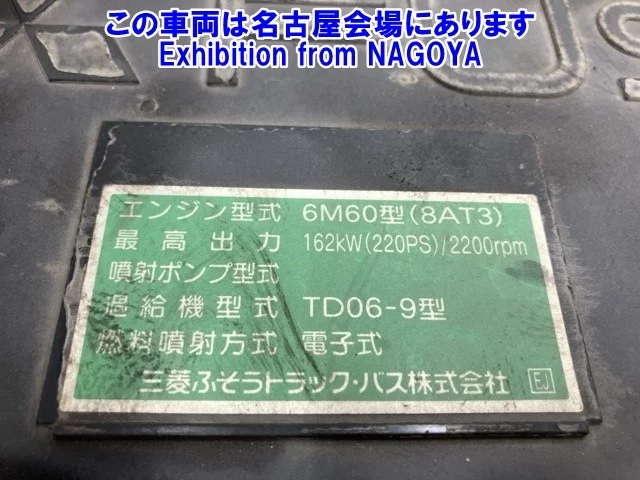 この車両は名古屋会場にあります
Exhibition from NAGOYA
エンジン型式 6M60型(8AT3)
最高出力 162kW(220PS)/2200rpm
噴射ポンプ型式
過給機型式 TD06-9型
燃料噴射方式 電子式
三菱ふそうトラック・バス株式会社 EJ